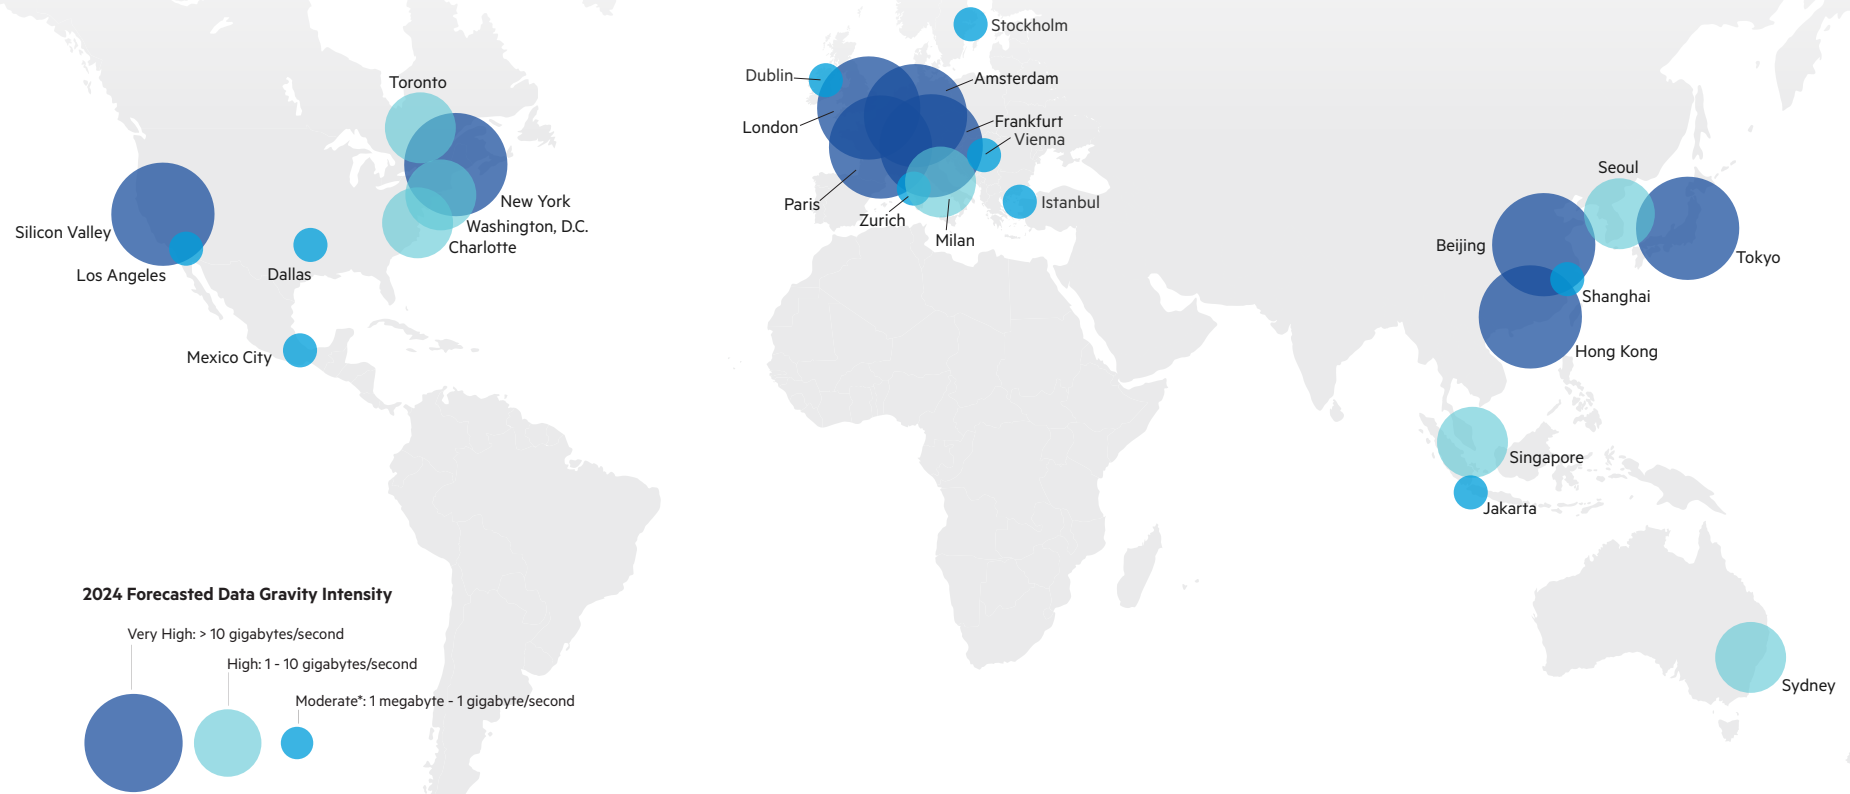 Stockholm
Dublin
Amsterdam
Toronto
London
Frankfurt
Vienna
Seoul
New York
Paris
Istanbul
Zurich
Washington, D.C.
Silicon Valley
Milan
Charlotte
Beijing
Tokyo
Los Angeles
Dallas
Shanghai
Mexico City
Hong Kong
Singapore
Jakarta
2024 Forecasted Data Gravity Intensity
Very High: > 10 gigabytes/second
High: 1 - 10 gigabytes/second
Moderate*: 1 megabyte - 1 gigabyte/second
Sydney